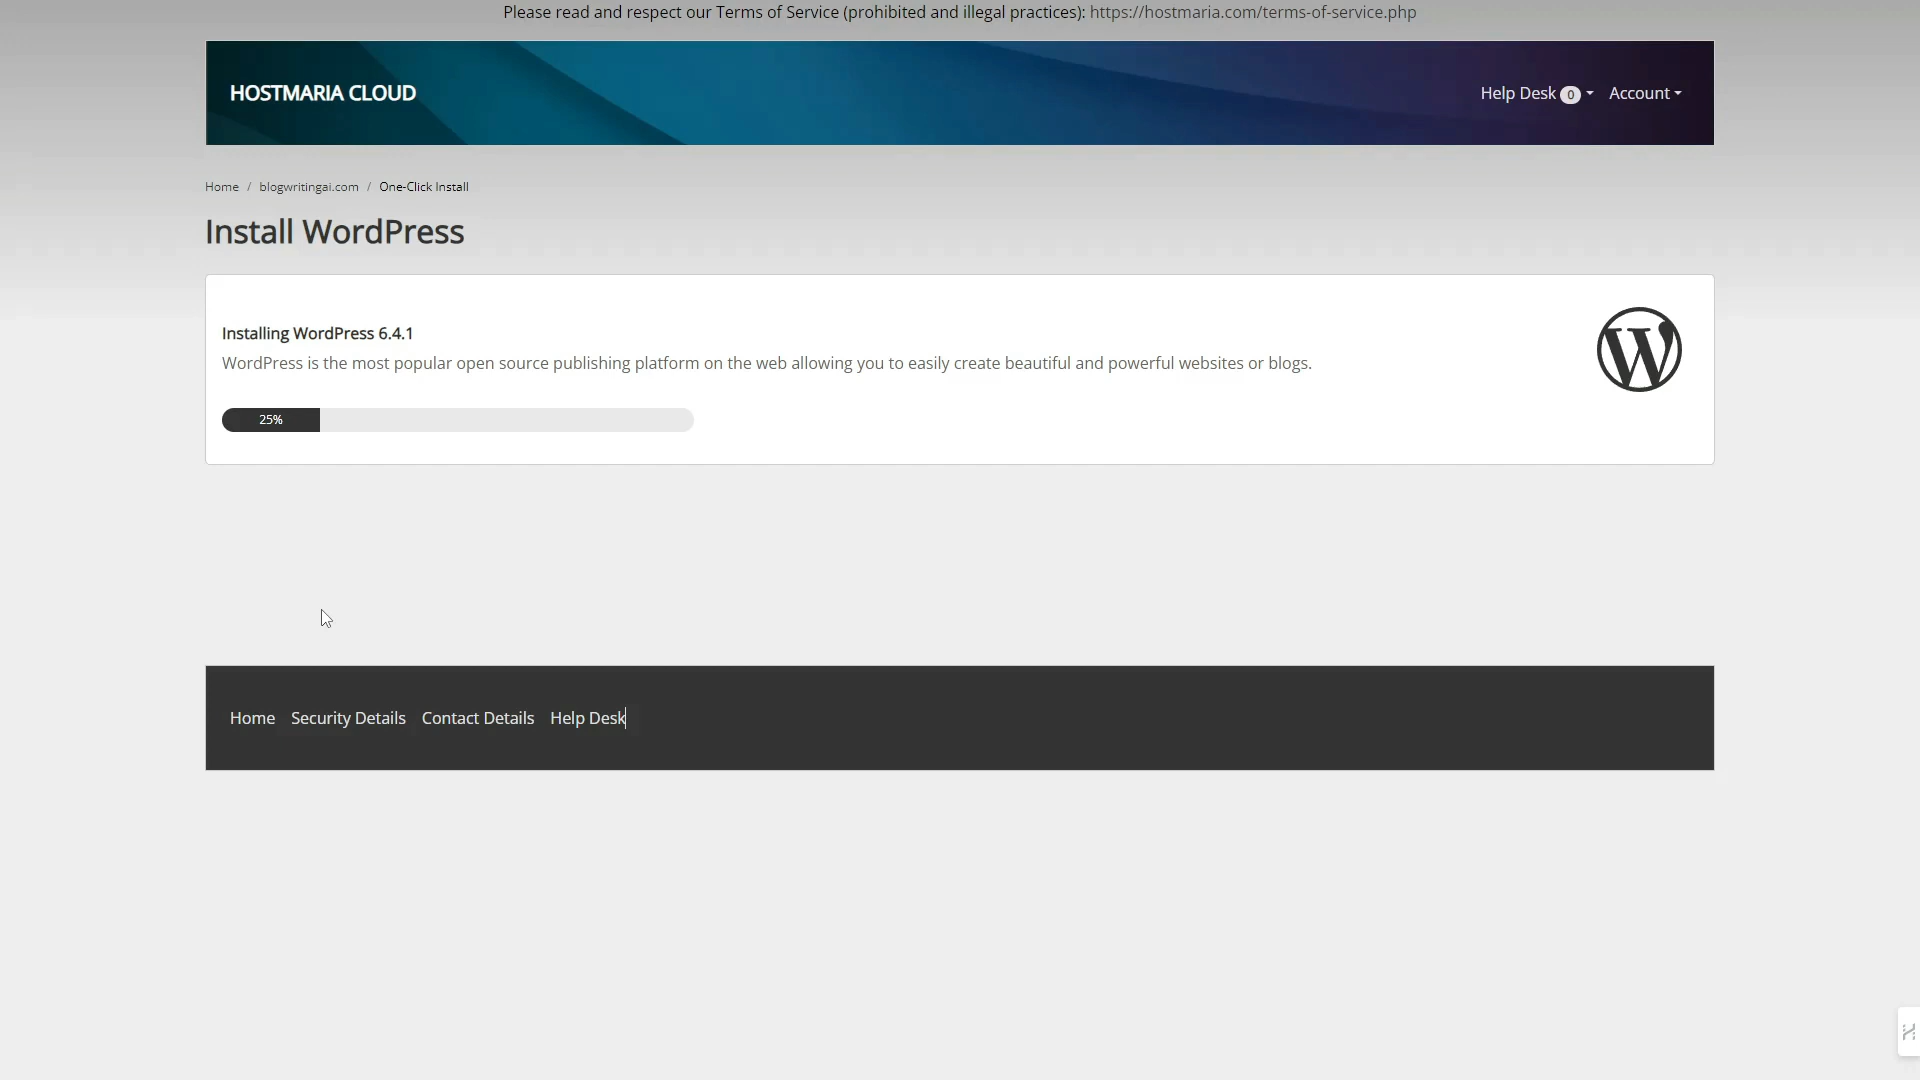 Please read and respect our Terms of Service (prohibited and illegal practices): https://hostmaria.com/terms-of-service.php
HOSTMARIA CLOUD
Help Desk 0 Account
Home / blogwritingai.com / One-Click Install
Install WordPress
Installing WordPress 6.4.1
WordPress is the most popular open source publishing platform on the web allowing you to easily create beautiful and powerful websites or blogs.
25%
Home Security Details Contact Details Help Desk